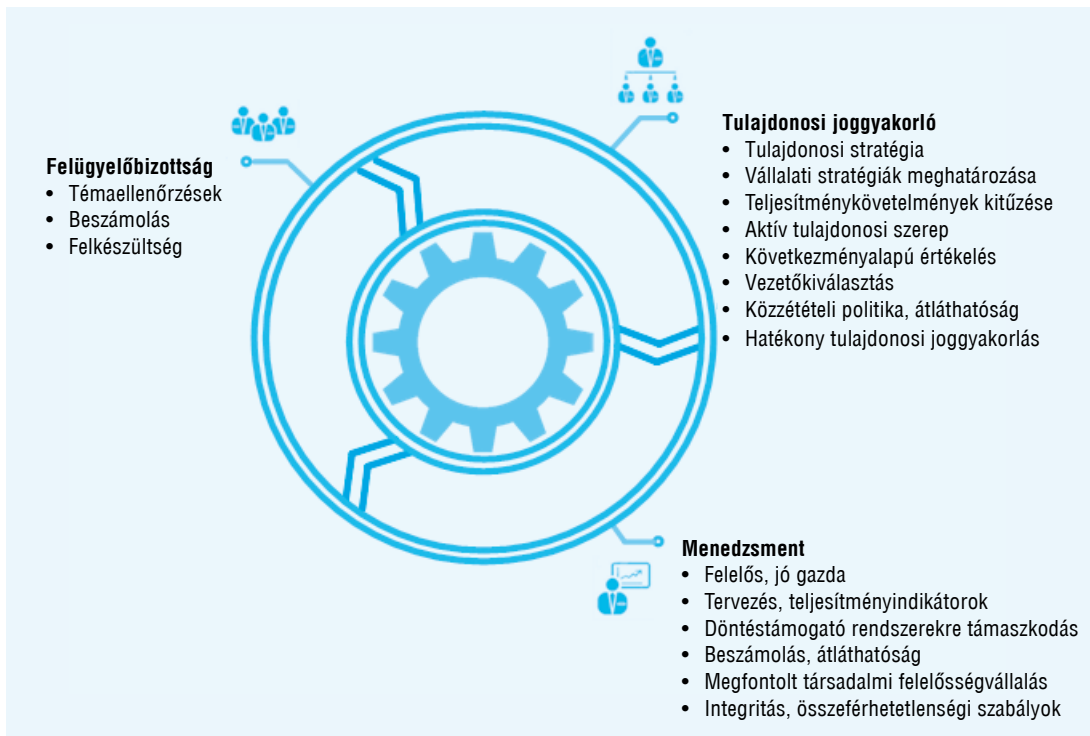 Felügyelőbizottság
• Témaellenőrzések
• Beszámolás
• Felkészültség
Tulajdonosi joggyakorló
• Tulajdonosi stratégia
• Vállalati stratégiák meghatározása
• Teljesítménykövetelmények kitűzése
• Aktív tulajdonosi szerep
• Következményalapú értékelés
• Vezetőkiválasztás
• Közzétételi politika, átláthatóság
• Hatékony tulajdonosi joggyakorlás
Menedzsment
• Felelős, jó gazda
• Tervezés, teljesítményindikátorok
• Döntéstámogató rendszerekre támaszkodás
• Beszámolás, átláthatóság
• Megfontolt társadalmi felelősségvállalás
• Integritás, összeférhetetlenségi szabályok